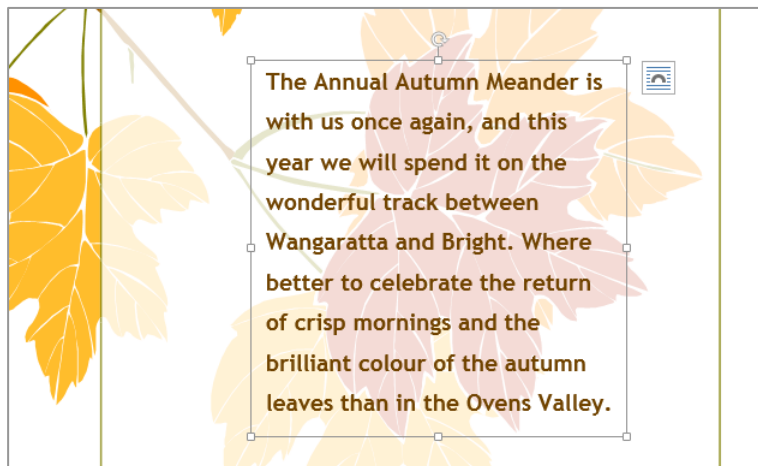 The Annual Autumn Meander is
with us once again, and this
year we will spend it on the
wonderful track between
Wangaratta and Bright. Where
better to celebrate the return
of crisp mornings and the
brilliant colour of the autumn
leaves than in the Ovens Valley.